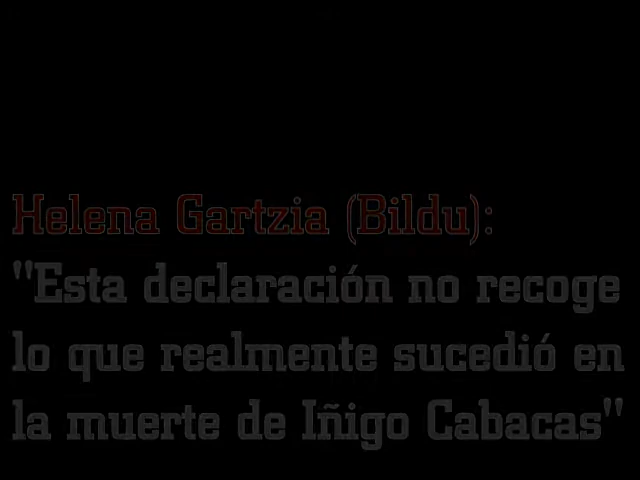 Helena Gartzia (Bildu):
"Esta declaración no recoge
lo que realmente sucedió en
la muerte de Iñigo Cabacas"